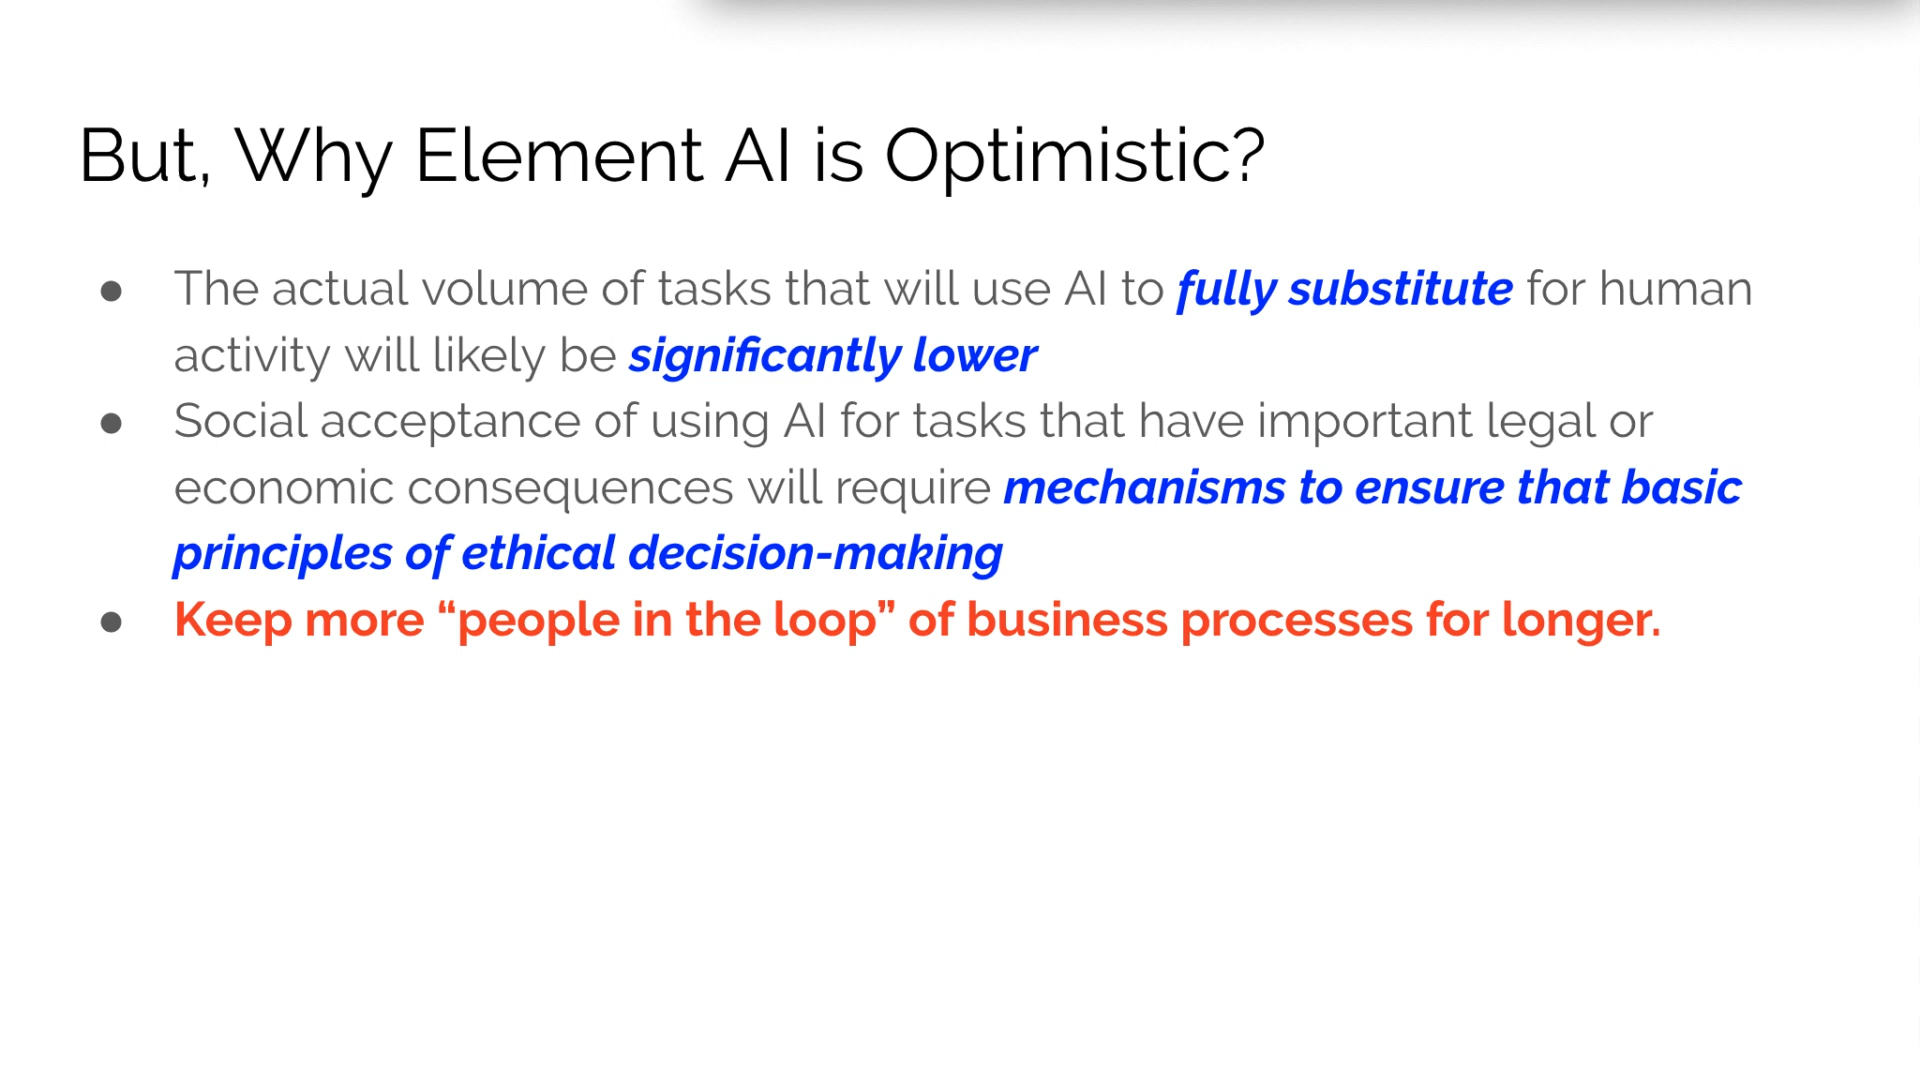 But, Why Element AI is Optimistic?
● The actual volume of tasks that will use AI to fully substitute for human
activity will likely be significantly lower
● Social acceptance of using AI for tasks that have important legal or
economic consequences will require mechanisms to ensure that basic
principles of ethical decision-making
● Keep more “people in the loop” of business processes for longer.